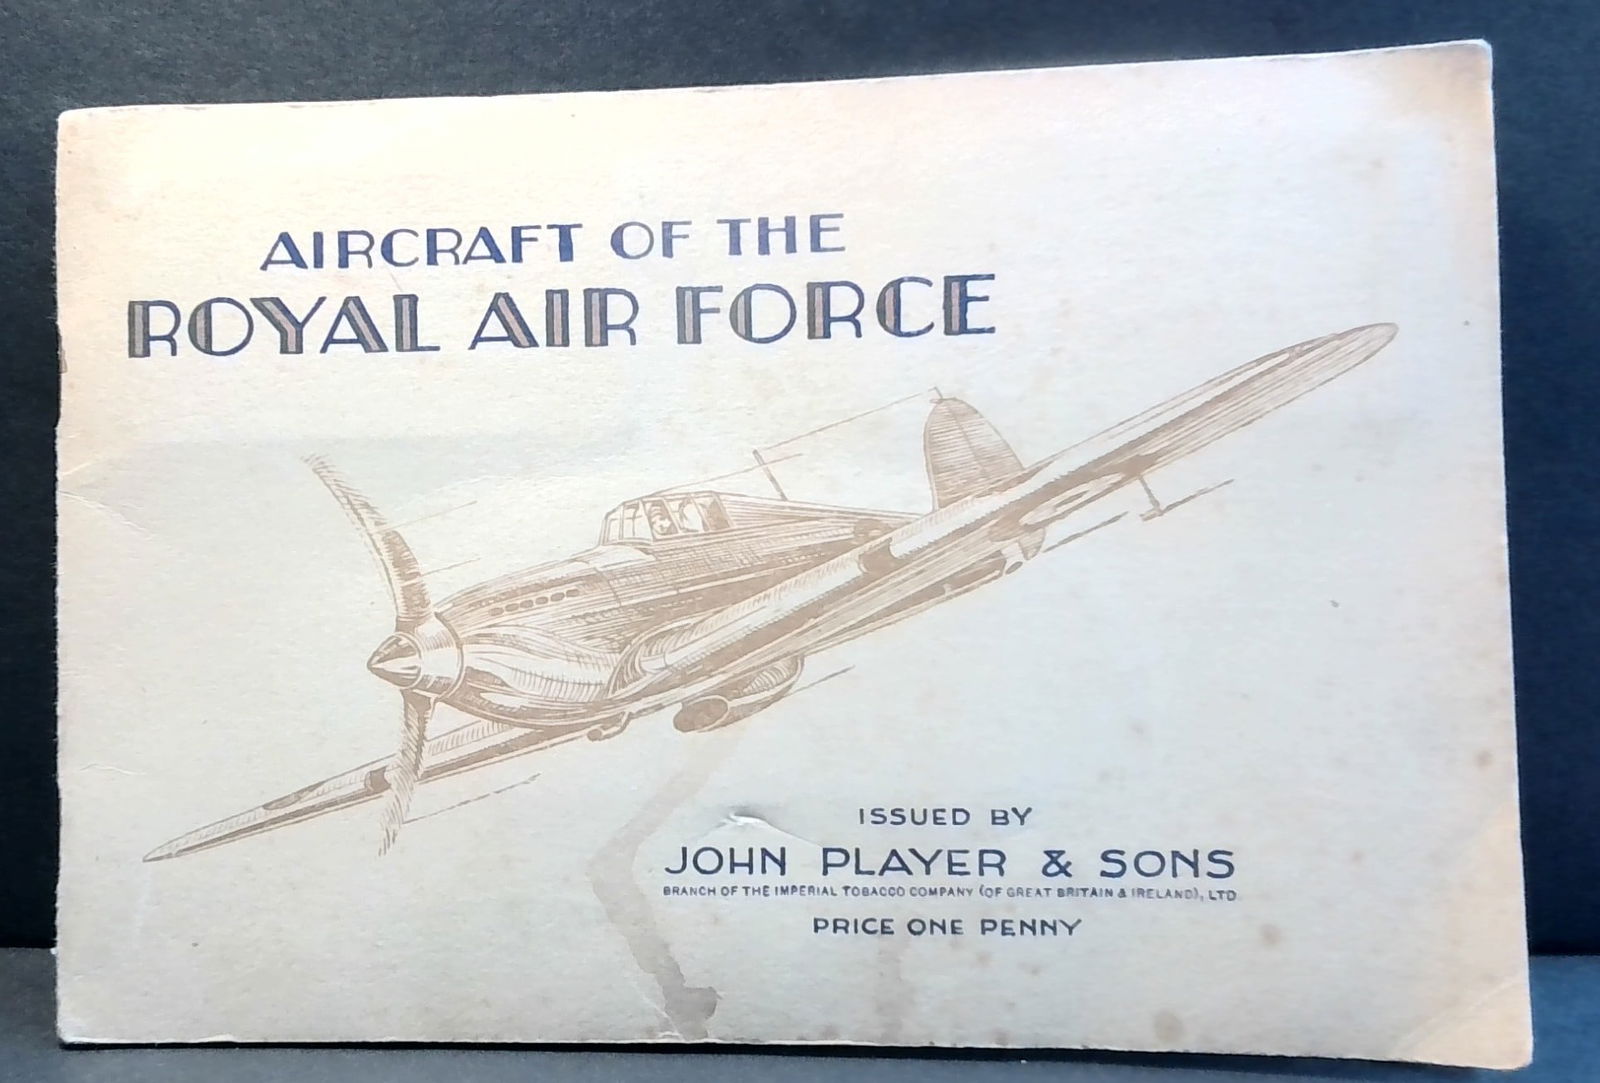 AIRCRAFT OF THE
ROYAL AIR FORCE
ISSUED BY
JOHN PLAYER & SONS
BRANCH OF THE IMPERIAL TOBACCO COMPANY (OF GREAT BRITAIN & IRELAND), LTD
PRICE ONE PENNY